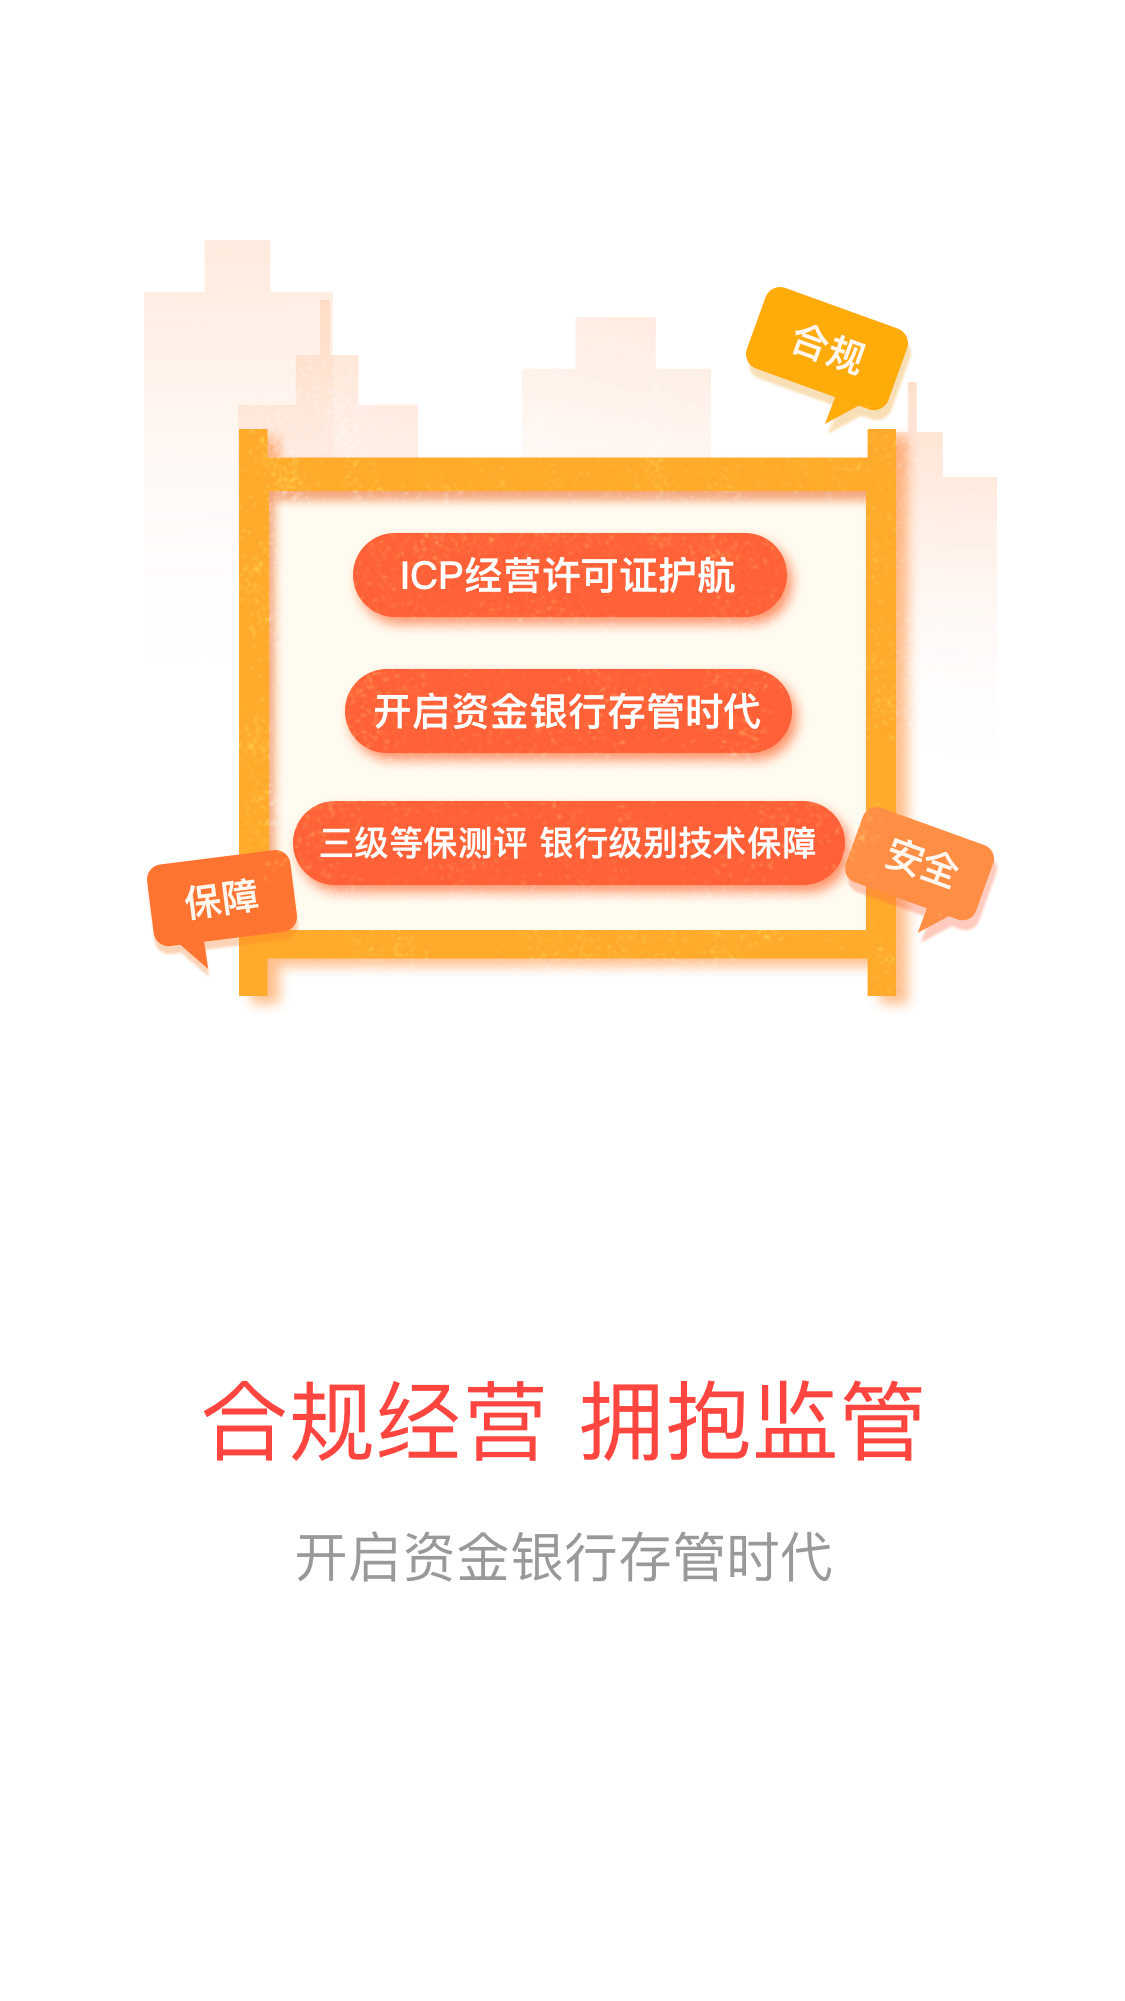 合规
ICP经营许可证护航
开启资金银行存管时代
三级等保测评 银行级别技术保障
安全
保障
合规经营 拥抱监管
开启资金银行存管时代